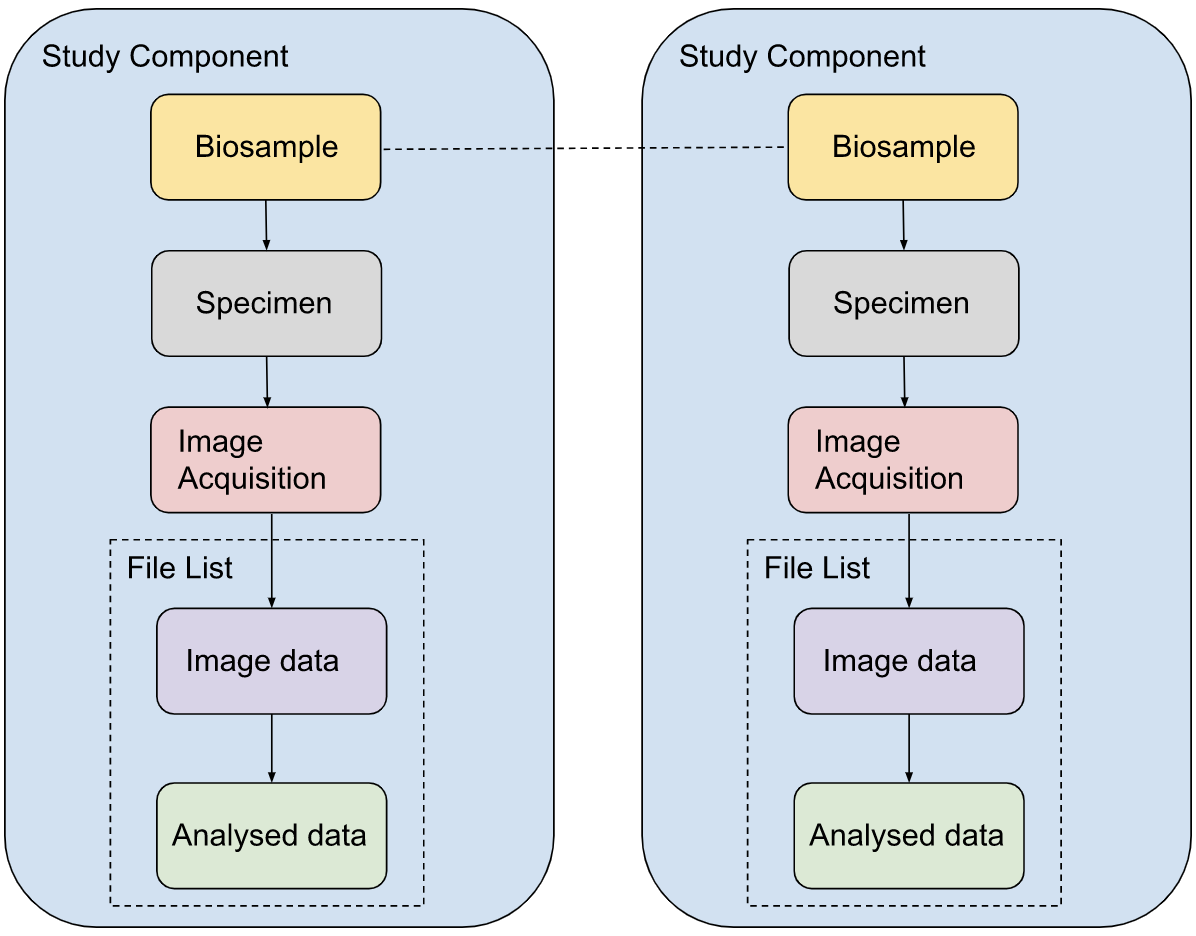 Study Component
Biosample
Specimen
Image
Acquisition
File List
Image data
Analysed data
Study Component
Biosample
Specimen
Image
Acquisition
File List
Image data
Analysed data